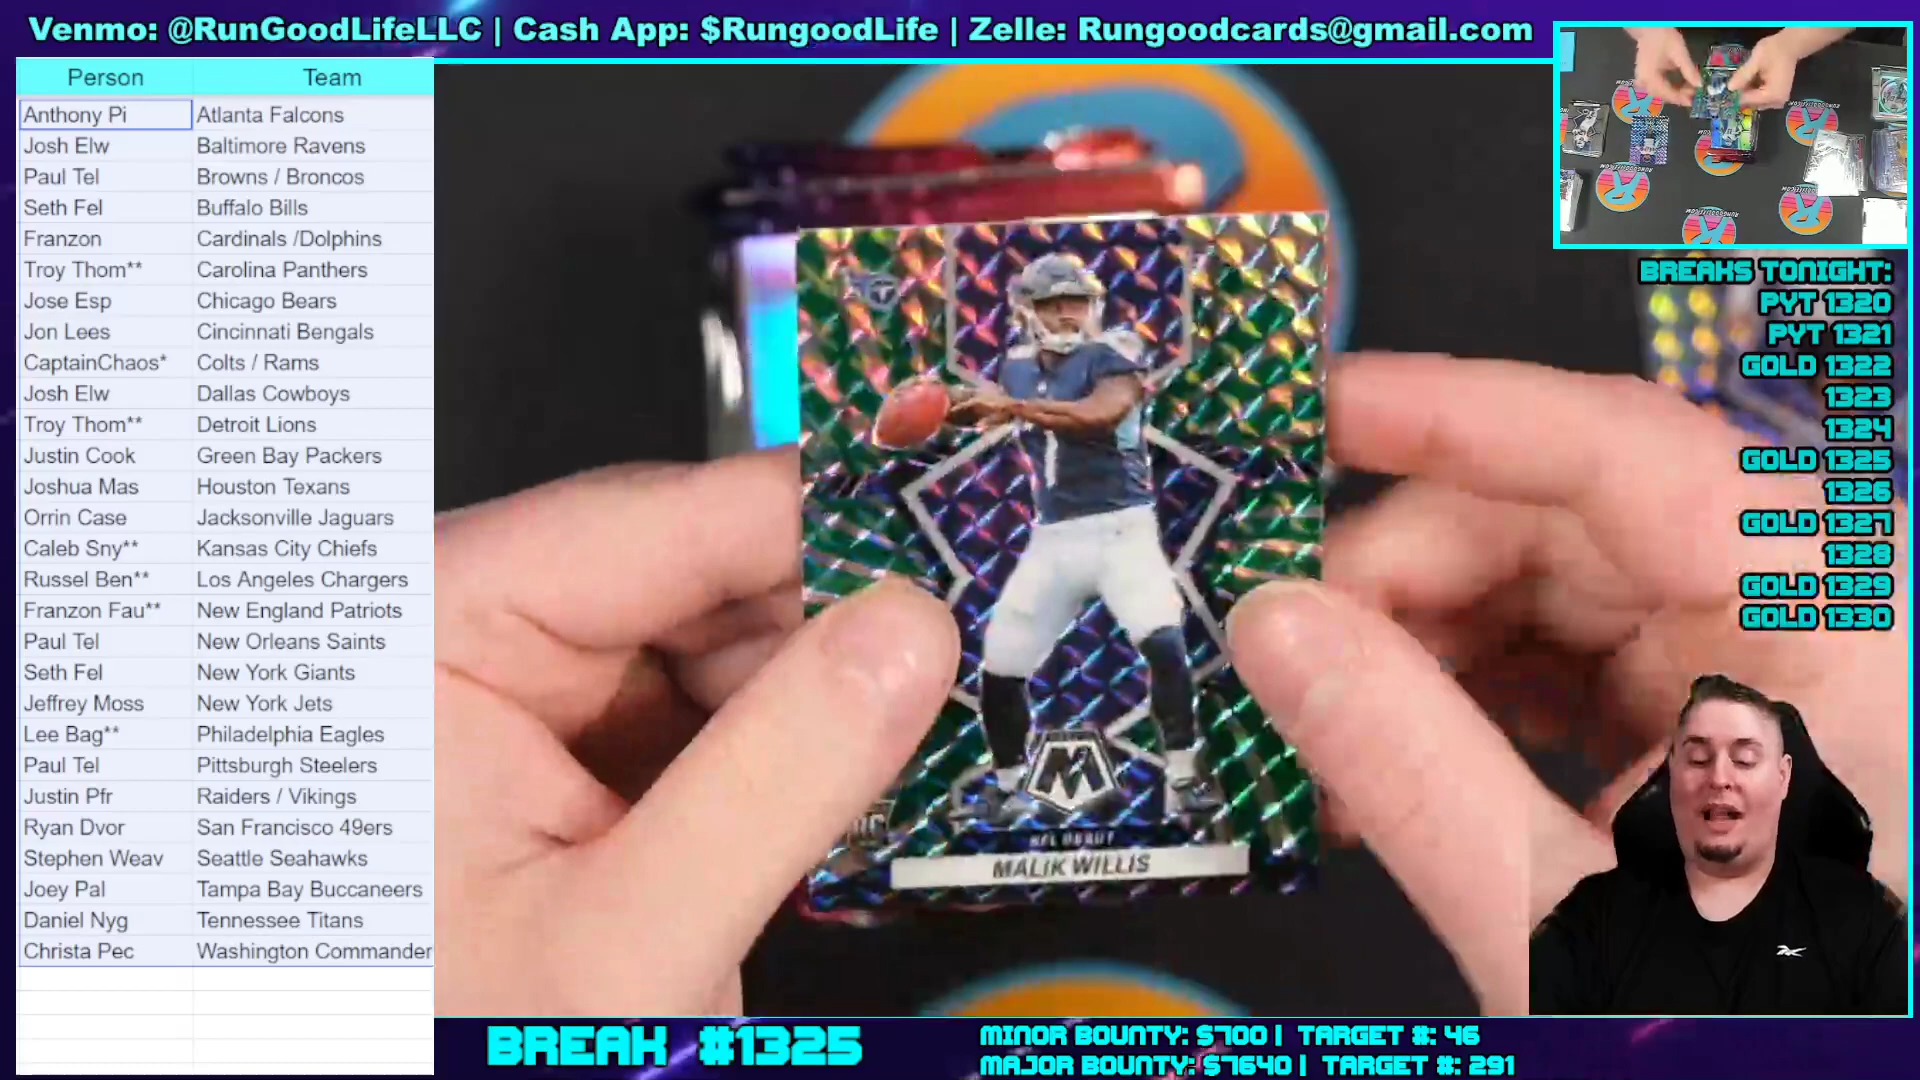 Venmo: @RunGoodLifeLLC | Cash App: $RungoodLife | Zelle: Rungoodcards@gmail.com
Person Team
Anthony Pi Atlanta Falcons
Josh Elw Baltimore Ravens
Paul Tel Browns / Broncos
Seth Fel Buffalo Bills
Franzon Cardinals /Dolphins
Troy Thom** Carolina Panthers
Jose Esp Chicago Bears
Jon Lees Cincinnati Bengals
CaptainChaos* Colts / Rams
Josh Elw Dallas Cowboys
Troy Thom** Detroit Lions
Justin Cook Green Bay Packers
Joshua Mas Houston Texans
Orrin Case Jacksonville Jaguars
Caleb Sny** Kansas City Chiefs
Russel Ben** Los Angeles Chargers
Franzon Fau** New England Patriots
Paul Tel New Orleans Saints
Seth Fel New York Giants
Jeffrey Moss New York Jets
Lee Bag** Philadelphia Eagles
Paul Tel Pittsburgh Steelers
Justin Pfr Raiders / Vikings
Ryan Dvor San Francisco 49ers
Stephen Weav Seattle Seahawks
Joey Pal Tampa Bay Buccaneers
Daniel Nyg Tennessee Titans
Christa Pec Washington Commander
1
M
NFL DEBUT
MALIK WILLIS
BREAKS TONIGHT:
PYT 1320
PYT 1321
GOLD 1322
1323
1324
GOLD 1325
1326
GOLD 1327
1328
GOLD 1329
GOLD 1330
BREAK #1325
MINOR BOUNTY: $700 | TARGET #: 46
MAJOR BOUNTY: $7640 | TARGET #: 291